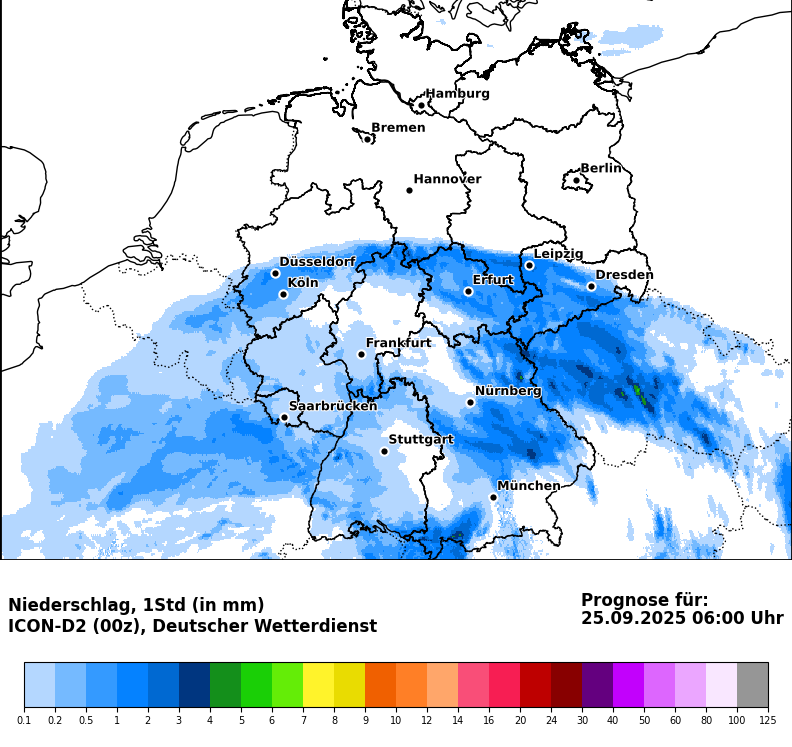 Hamburg
Bremen
Berlin
Hannover
Leipzig
Düsseldorf
Dresden
Köln
Erfurt
Frankfurt
Nürnberg
Saarbrücken
Stuttgart
München
Niederschlag, 1Std (in mm)
ICON-D2 (00z), Deutscher Wetterdienst
Prognose für:
25.09.2025 06:00 Uhr
0.1 0.2 0.5 1 2 3 4 5 6 7 8 9 10 12 14 16 20 24 30 40 50 60 80 100 125